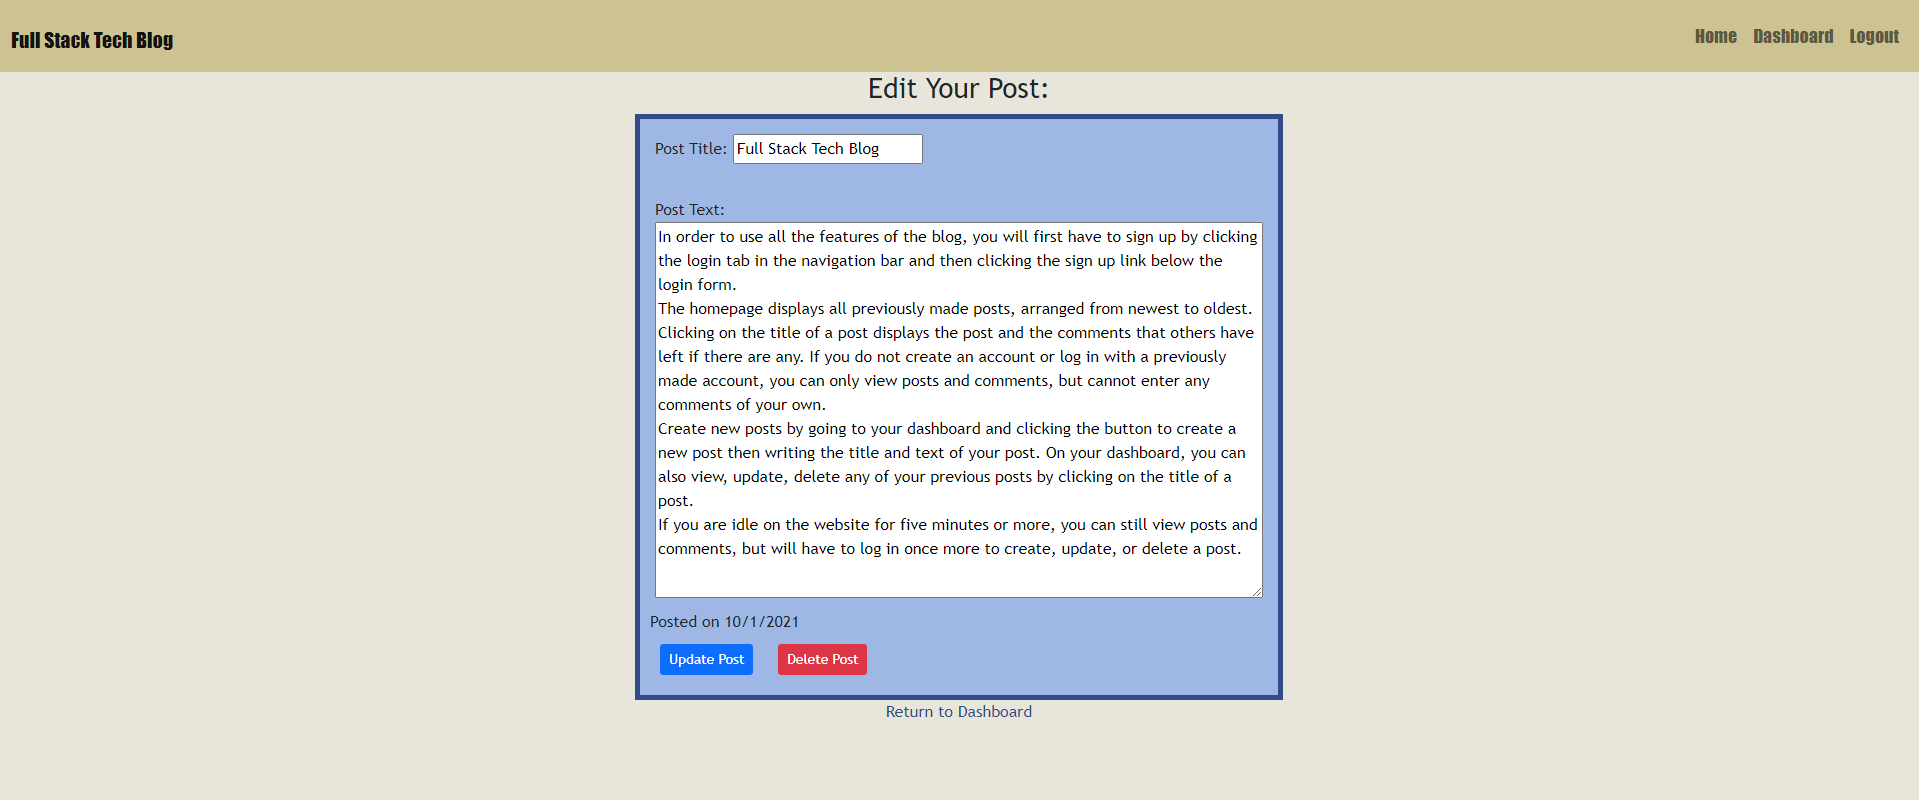 Full Stack Tech Blog
Home Dashboard Logout
Edit Your Post:
Post Title: Full Stack Tech Blog
Post Text:
In order to use all the features of the blog, you will first have to sign up by clicking
the login tab in the navigation bar and then clicking the sign up link below the
login form.
The homepage displays all previously made posts, arranged from newest to oldest.
Clicking on the title of a post displays the post and the comments that others have
left if there are any. If you do not create an account or log in with a previously
made account, you can only view posts and comments, but cannot enter any
comments of your own.
Create new posts by going to your dashboard and clicking the button to create a
new post then writing the title and text of your post. On your dashboard, you can
also view, update, delete any of your previous posts by clicking on the title of a
post.
If you are idle on the website for five minutes or more, you can still view posts and
comments, but will have to log in once more to create, update, or delete a post.
Posted on 10/1/2021
Update Post Delete Post
Return to Dashboard